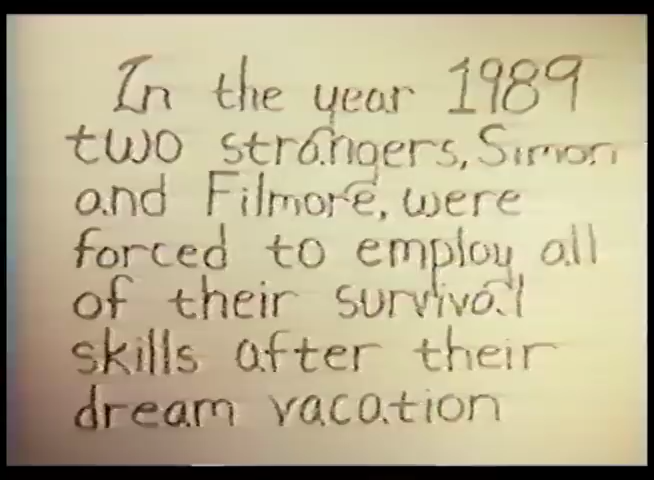 In the year 1989
two strangers, Simon
and Filmore, were
forced to employ all
of their survival
skills after their
dream vacation